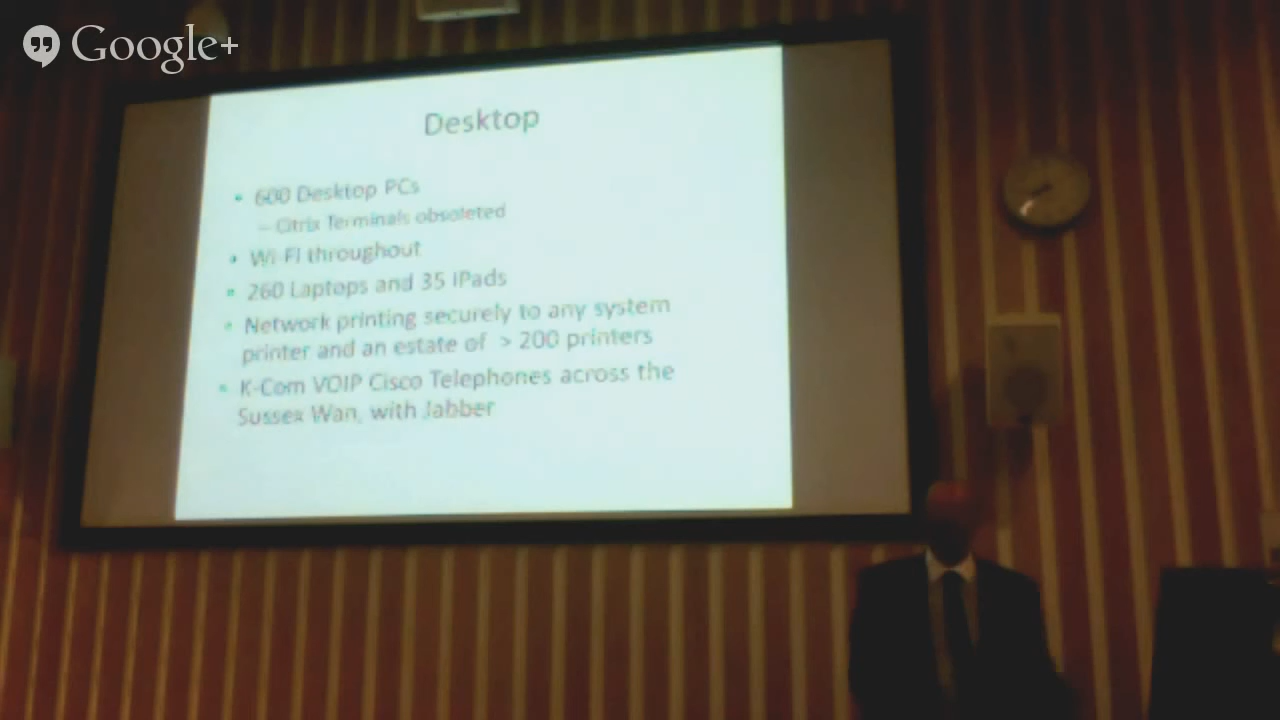 Google+
Desktop
• 600 Desktop PCs
– Citrix Terminals obsoleted
• Wi-Fi throughout
• 260 Laptops and 35 iPads
• Network printing securely to any system
printer and an estate of > 200 printers
• K-Com VOIP Cisco Telephones across the
Sussex Wan, with Jabber